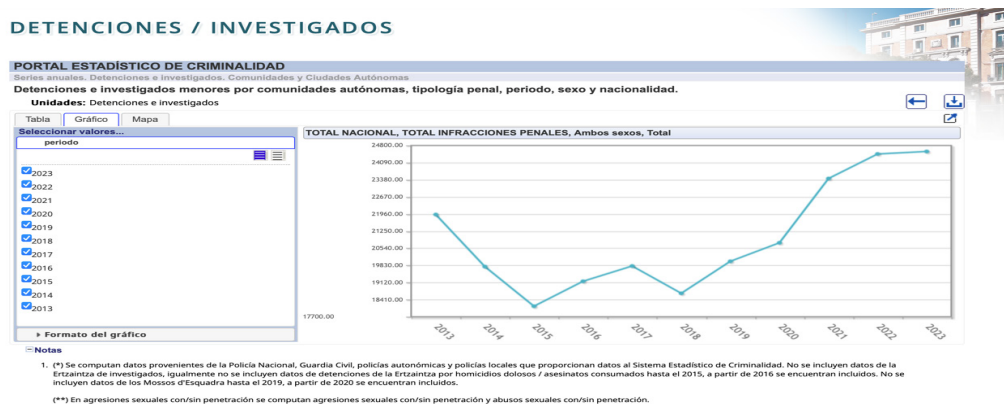 DETENCIONES / INVESTIGADOS
PORTAL ESTADÍSTICO DE CRIMINALIDAD
Series anuales. Detenciones e investigados. Comunidades y Ciudades Autónomas
Detenciones e investigados menores por comunidades autónomas, tipología penal, periodo, sexo y nacionalidad.
Unidades: Detenciones e investigados
Tabla Gráfico Mapa
Seleccionar valores...
periodo
2023
2022
2021
2020
2019
2018
2017
2016
2015
2014
2013
Formato del gráfico
TOTAL NACIONAL, TOTAL INFRACCIONES PENALES, Ambos sexos, Total
24800.00
24090.00
23380.00
22670.00
21960.00
21250.00
20540.00
19830.00
19120.00
18410.00
17700.00
2013 2014 2015 2016 2017 2018 2019 2020 2021 2022 2023
Notas
1. (*) Se computan datos provenientes de la Policía Nacional, Guardia Civil, policías autonómicas y policías locales que proporcionan datos al Sistema Estadístico de Criminalidad. No se incluyen datos de la
Ertzaintza de investigados, igualmente no se incluyen datos de detenciones de la Ertzaintza por homicidios dolosos / asesinatos consumados hasta el 2015, a partir de 2016 se encuentran incluidos. No se
incluyen datos de los Mossos d'Esquadra hasta el 2019, a partir de 2020 se encuentran incluidos.
(**) En agresiones sexuales con/sin penetración se computan agresiones sexuales con/sin penetración y abusos sexuales con/sin penetración.